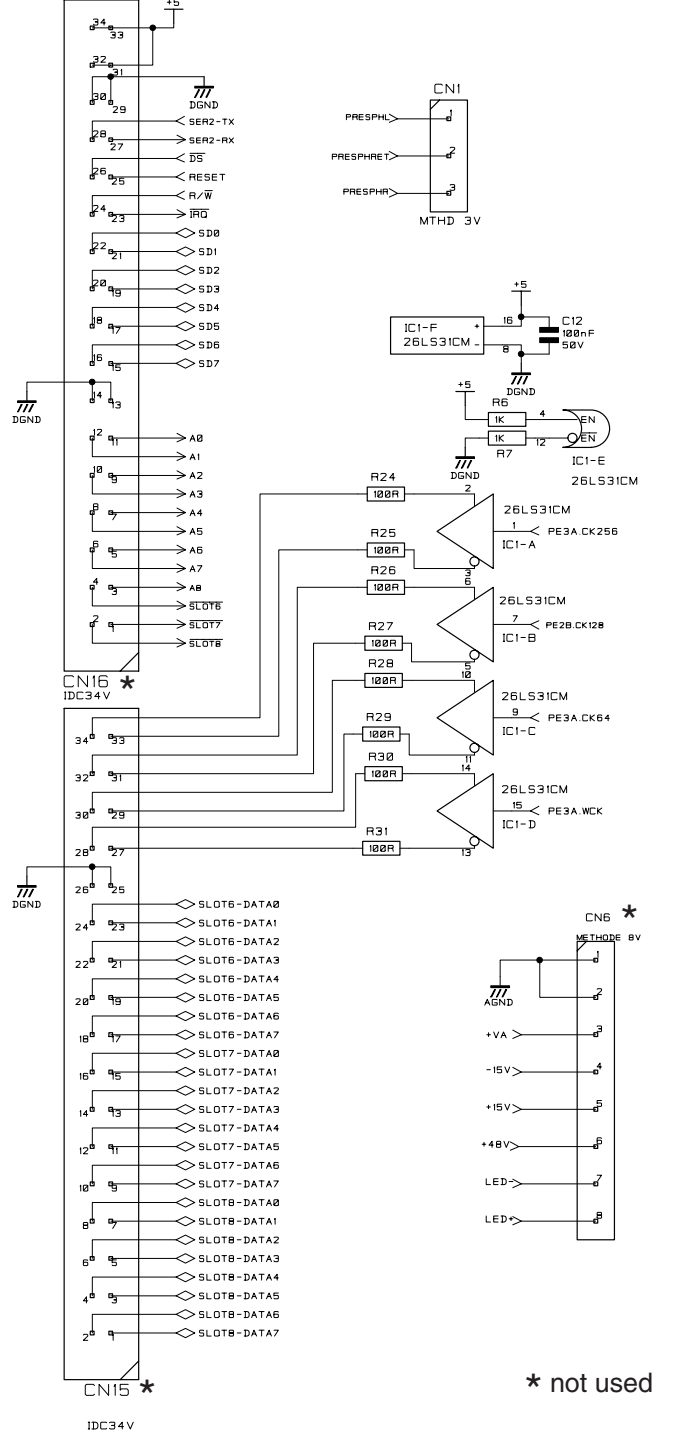 +5
34
33
32
31
30
29
DGND
28 SER2-TX
27 SER2-RX
26 DS
25 RESET
24 R/W
23 IRQ
22 SD0
21 SD1
20 SD2
19 SD3
18 SD4
17 SD5
16 SD6
15 SD7
14
13
DGND
12
11 A0
A1
10
9 A2
A3
8
7 A4
A5
6
5 A6
A7
4
3 A8
SLOT6
2
1 SLOT7
SLOT8
CN16 *
IDC34V
CN1
PRESPHL 1
PRESPHRET 2
PRESPHR 3
MTHD 3V
+5
IC1-F + 16
26LS31CM - 8
C12
100nF
50V
DGND
+5
R6
1K 4 EN
1K 12 EN
R7
DGND
IC1-E
26LS31CM
R24
100R 2
26LS31CM
1 PE3A.CK256
IC1-A
R25
100R 3
R26
100R 6
26LS31CM
7 PE2B.CK128
IC1-B
R27
100R 5
R28
100R 10
26LS31CM
9 PE3A.CK64
IC1-C
R29
100R 11
R30
100R 14
26LS31CM
15 PE3A.WCK
IC1-D
R31
100R 13
34 33
32 31
30 29
28 27
26 25
DGND
24 SLOT6-DATA0
23 SLOT6-DATA1
22 SLOT6-DATA2
21 SLOT6-DATA3
20 SLOT6-DATA4
19 SLOT6-DATA5
18 SLOT6-DATA6
17 SLOT6-DATA7
16 SLOT7-DATA0
15 SLOT7-DATA1
14 SLOT7-DATA2
13 SLOT7-DATA3
12 SLOT7-DATA4
11 SLOT7-DATA5
10 SLOT7-DATA6
9 SLOT7-DATA7
8 SLOT8-DATA0
7 SLOT8-DATA1
6 SLOT8-DATA2
5 SLOT8-DATA3
4 SLOT8-DATA4
3 SLOT8-DATA5
2 SLOT8-DATA6
1 SLOT8-DATA7
CN15 *
IDC34V
CN6 *
METHODE 8V
1
2
AGND
+VA 3
-15V 4
+15V 5
+48V 6
LED- 7
LED+ 8
* not used